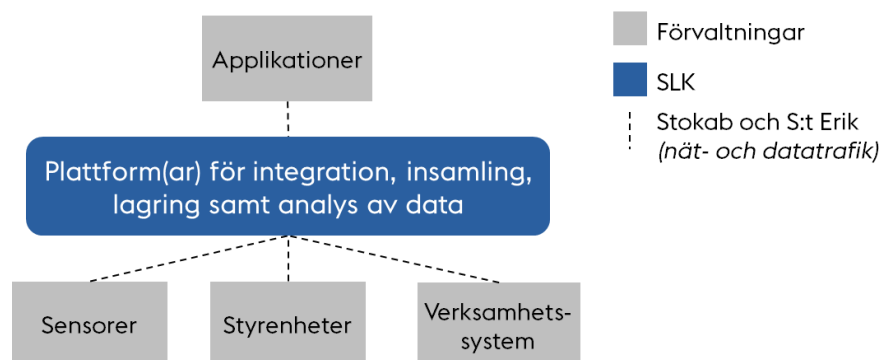 Applikationer
Plattform(ar) för integration, insamling,
lagring samt analys av data
Sensorer
Styrenheter
Verksamhets-
system
Förvaltningar
SLK
Stokab och S:t Erik
(nät- och datatrafik)